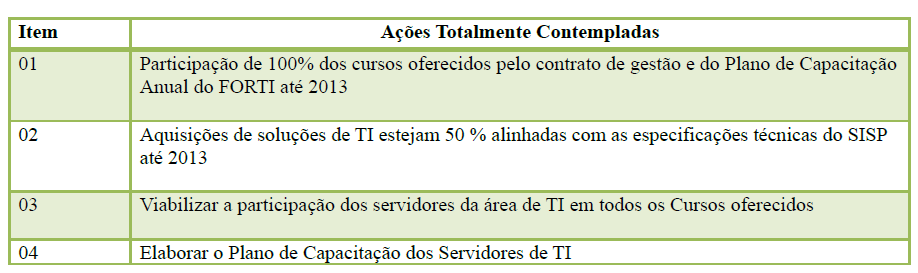 Item Ações Totalmente Contempladas
01 Participação de 100% dos cursos oferecidos pelo contrato de gestão e do Plano de Capacitação
Anual do FORTI até 2013
02 Aquisições de soluções de TI estejam 50 % alinhadas com as especificações técnicas do SISP
até 2013
03 Viabilizar a participação dos servidores da área de TI em todos os Cursos oferecidos
04 Elaborar o Plano de Capacitação dos Servidores de TI